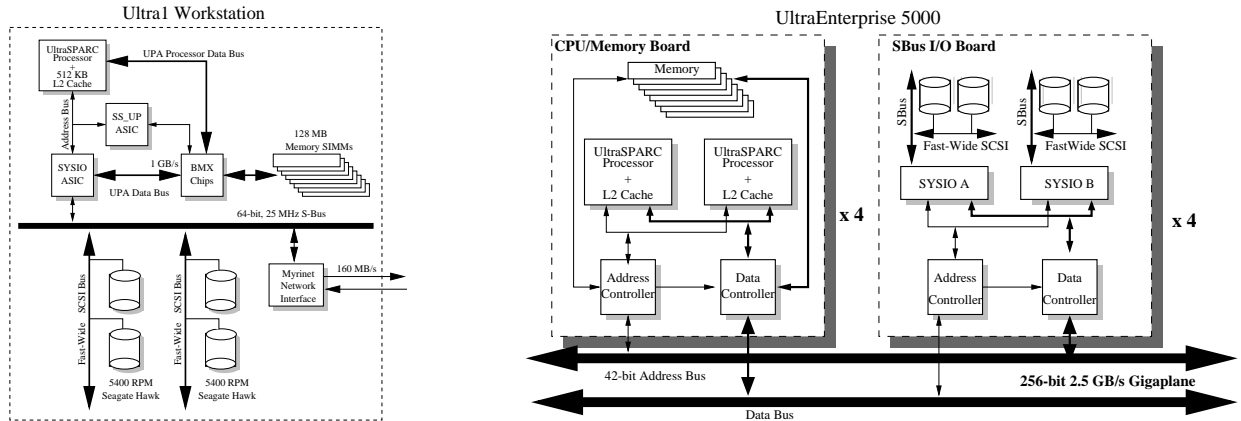 Ultra1 Workstation
UltraSPARC
Processor
+
512 KB
L2 Cache
UPA Processor Data Bus
Address Bus
SS_UP
ASIC
128 MB
Memory SIMMs
SYSIO
ASIC
1 GB/s
BMX
Chips
UPA Data Bus
64-bit, 25 MHz S-Bus
SCSI Bus
Fast-Wide
SCSI Bus
Fast-Wide
Myrinet
Network
Interface
160 MB/s
5400 RPM
Seagate Hawk
5400 RPM
Seagate Hawk
UltraEnterprise 5000
CPU/Memory Board
Memory
UltraSPARC
Processor
+
L2 Cache
UltraSPARC
Processor
+
L2 Cache
x 4
Address
Controller
Data
Controller
SBus I/O Board
SBus
SBus
Fast-Wide SCSI
FastWide SCSI
SYSIO A
SYSIO B
x 4
Address
Controller
Data
Controller
42-bit Address Bus
256-bit 2.5 GB/s Gigaplane
Data Bus